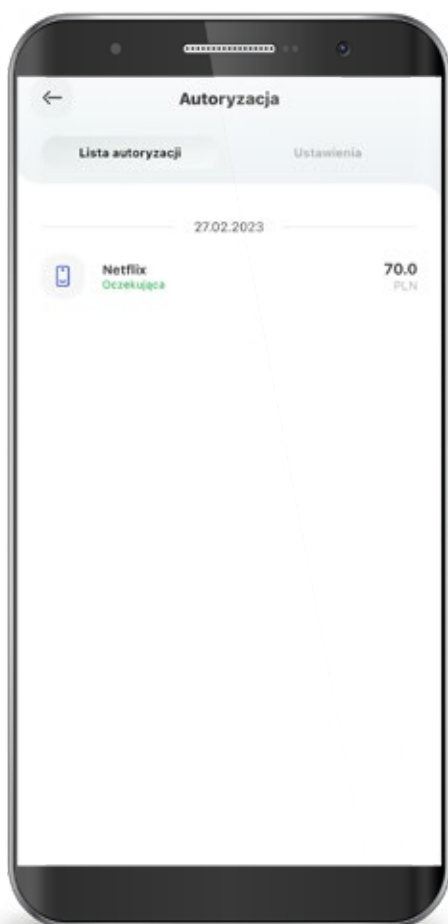 Autoryzacja
Lista autoryzacji
Ustawienia
27.02.2023
Netflix
70.0
Oczekująca
PLN